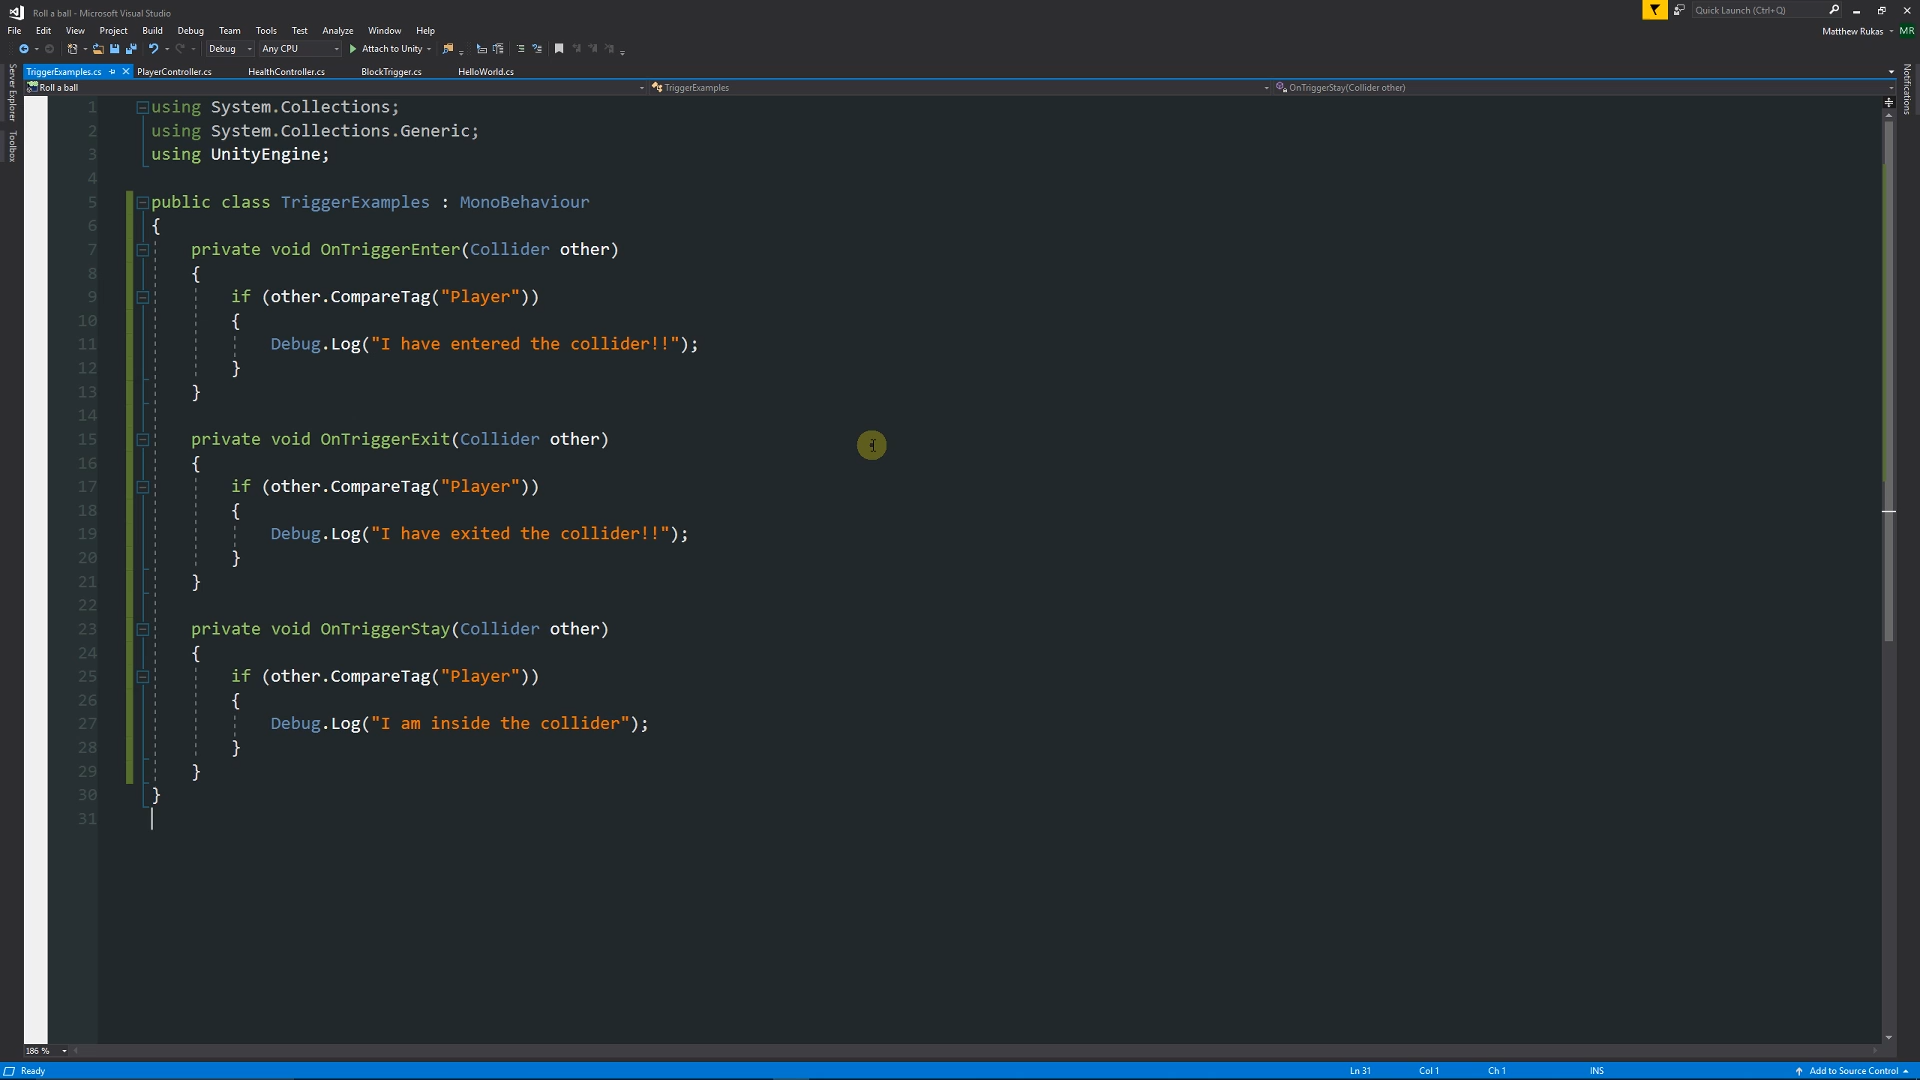 Roll a ball - Microsoft Visual Studio
Quick Launch (Ctrl+Q)
File Edit View Project Build Debug Team Tools Test Analyze Window Help
Matthew Rukas MR
Debug Any CPU Attach to Unity
Server Explorer
Toolbox
Notifications
TriggerExamples.cs PlayerController.cs HealthController.cs BlockTrigger.cs HelloWorld.cs
Roll a ball TriggerExamples OnTriggerStay(Collider other)
1 using System.Collections;
2 using System.Collections.Generic;
3 using UnityEngine;
4
5 public class TriggerExamples : MonoBehaviour
6 {
7 private void OnTriggerEnter(Collider other)
8 {
9 if (other.CompareTag("Player"))
10 {
11 Debug.Log("I have entered the collider!!");
12 }
13 }
14
15 private void OnTriggerExit(Collider other)
16 {
17 if (other.CompareTag("Player"))
18 {
19 Debug.Log("I have exited the collider!!");
20 }
21 }
22
23 private void OnTriggerStay(Collider other)
24 {
25 if (other.CompareTag("Player"))
26 {
27 Debug.Log("I am inside the collider");
28 }
29 }
30 }
31
186 %
Ready Ln 31 Col 1 Ch 1 INS Add to Source Control